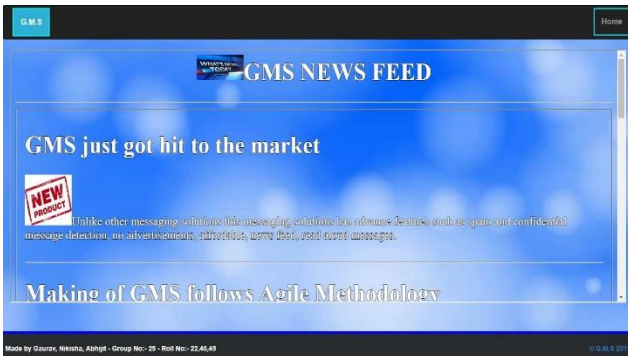 G.M.S
Home
WHAT'S NEW TODAY
GMS NEWS FEED
GMS just got hit to the market
NEW PRODUCT
Unlike other messaging solutions this messaging solutions has advance features such as spam and confidential
message detection, no advertisements, affordable, news feed, read aloud messages.
Making of GMS follows Agile Methodology
Made by Gaurav, Nikisha, Abhijit - Group No:- 25 - Roll No:- 22,40,49
© G.M.S 201